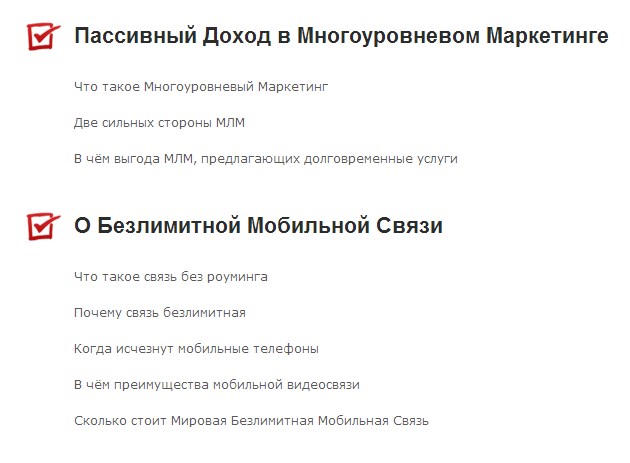 Пассивный Доход в Многоуровневом Маркетинге
Что такое Многоуровневый Маркетинг
Две сильных стороны МЛМ
В чём выгода МЛМ, предлагающих долговременные услуги
О Безлимитной Мобильной Связи
Что такое связь без роуминга
Почему связь безлимитная
Когда исчезнут мобильные телефоны
В чём преимущества мобильной видеосвязи
Сколько стоит Мировая Безлимитная Мобильная Связь